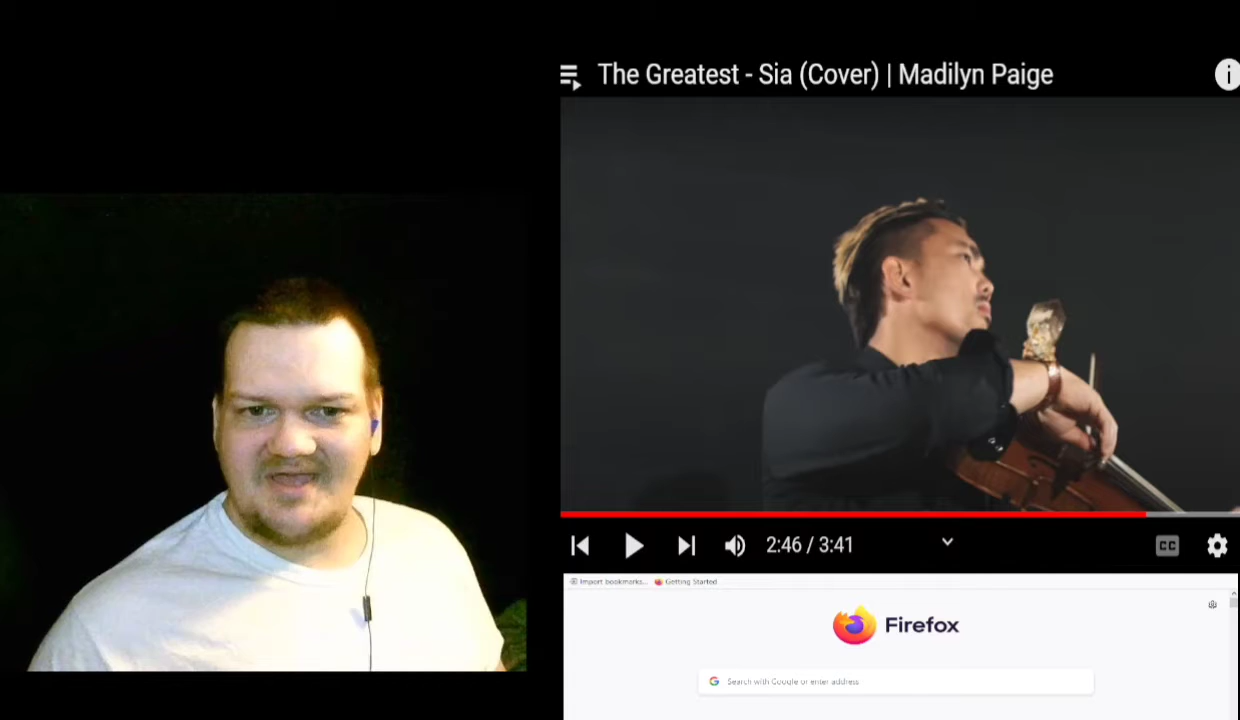 The Greatest - Sia (Cover) | Madilyn Paige
2:46 / 3:41
CC
Import bookmarks... Getting Started
Firefox
Search with Google or enter address